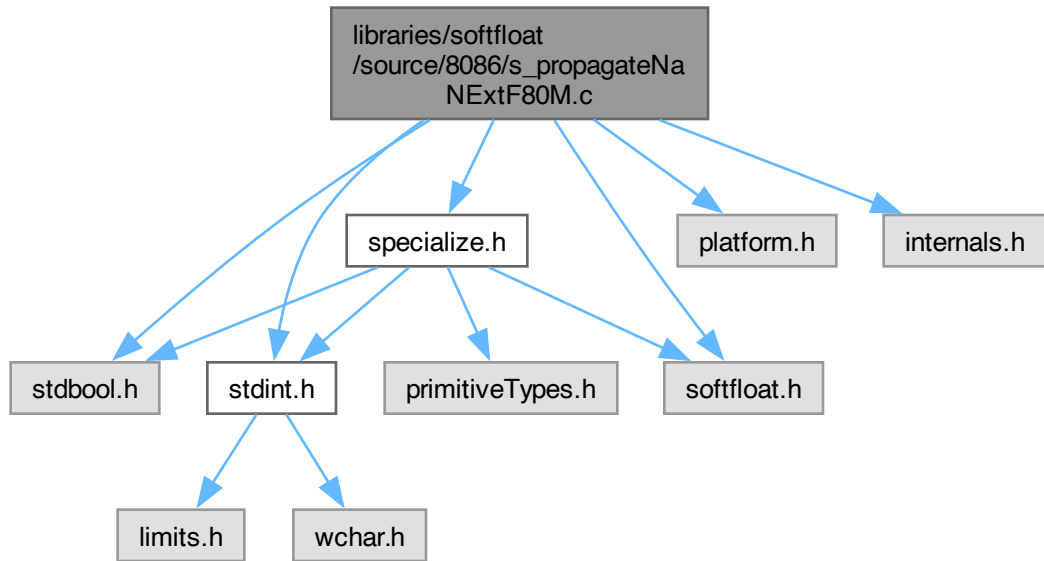 libraries/softfloat
/source/8086/s_propagateNa
NExtF80M.c
specialize.h
platform.h
internals.h
stdbool.h
stdint.h
primitiveTypes.h
softfloat.h
limits.h
wchar.h